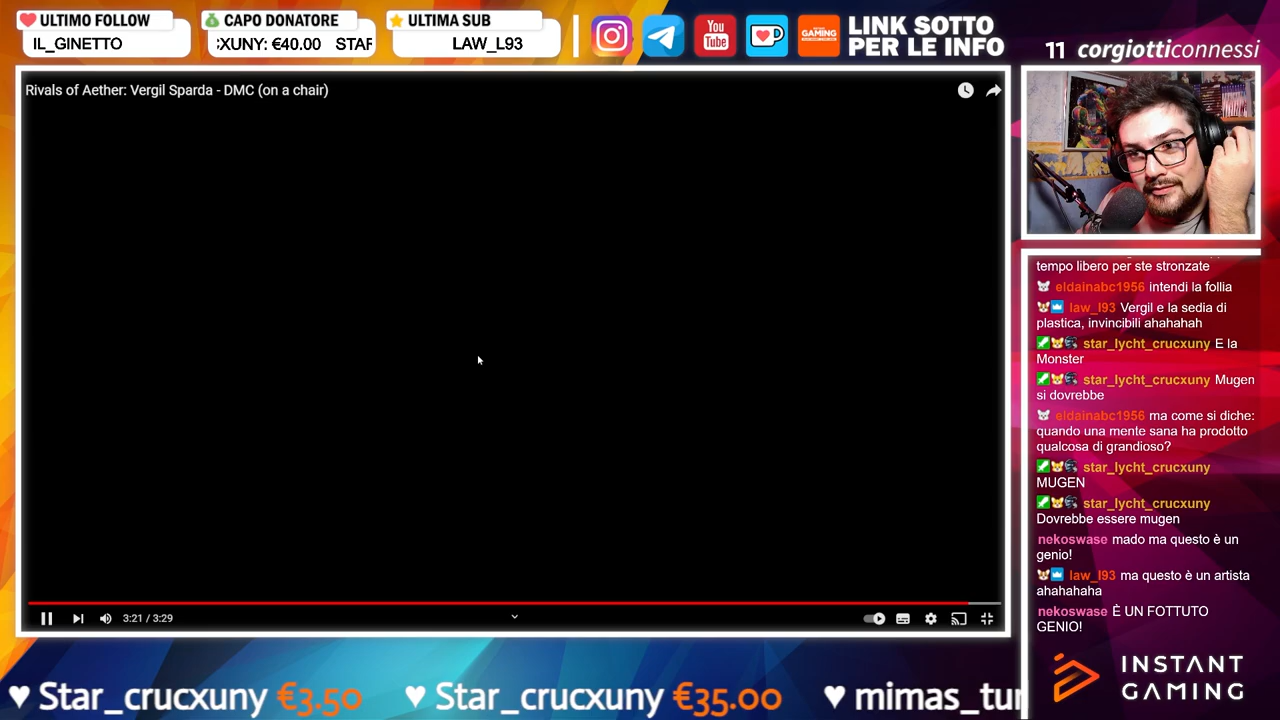 ULTIMO FOLLOW
IL_GINETTO
CAPO DONATORE
XUNY: €40.00 STAR
ULTIMA SUB
LAW_L93
You
Tube
GAMING
LINK SOTTO
PER LE INFO
11 corgiotticonnessi
Rivals of Aether: Vergil Sparda - DMC (on a chair)
3:21 / 3:29
tempo libero per ste stronzate
eldainabc1956 intendi la follia
law_l93 Vergil e la sedia di
plastica, invincibili ahahahah
star_lycht_crucxuny E la
Monster
star_lycht_crucxuny Mugen
si dovrebbe
eldainabc1956 ma come si diche:
quando una mente sana ha prodotto
qualcosa di grandioso?
star_lycht_crucxuny
MUGEN
star_lycht_crucxuny
Dovrebbe essere mugen
nekoswase mado ma questo è un
genio!
law_l93 ma questo è un artista
ahahahaha
nekoswase È UN FOTTUTO
GENIO!
INSTANT
GAMING
♥ Star_crucxuny €3.50 ♥ Star_crucxuny €35.00 ♥ mimas_tur